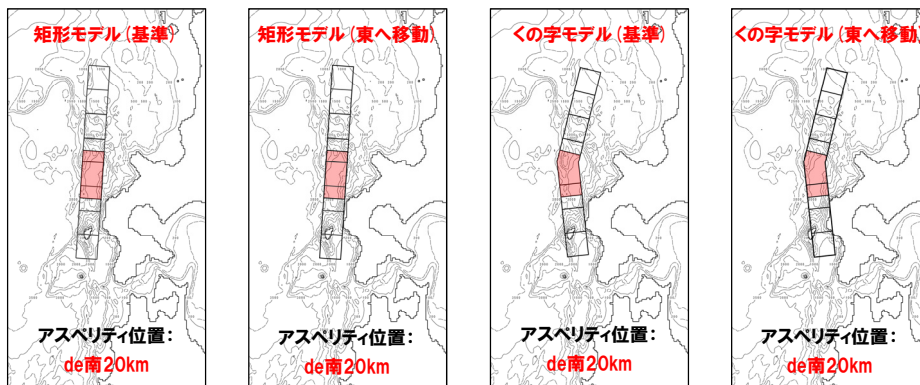 矩形モデル(基準)
アスペリティ位置:
de南20km
矩形モデル(東へ移動)
アスペリティ位置:
de南20km
くの字モデル(基準)
アスペリティ位置:
de南20km
くの字モデル(東へ移動)
アスペリティ位置:
de南20km